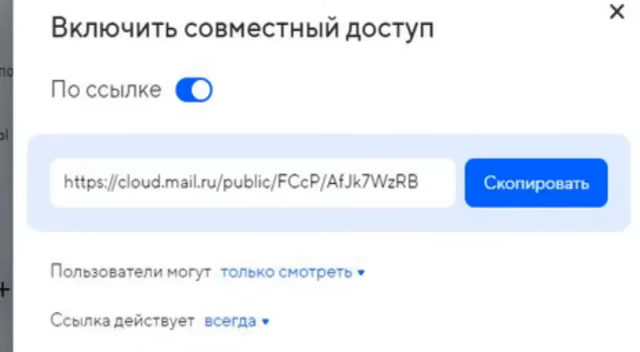 Включить совместный доступ
По ссылке
https://cloud.mail.ru/public/FCcP/AfJk7WzRB
Скопировать
Пользователи могут только смотреть
Ссылка действует всегда